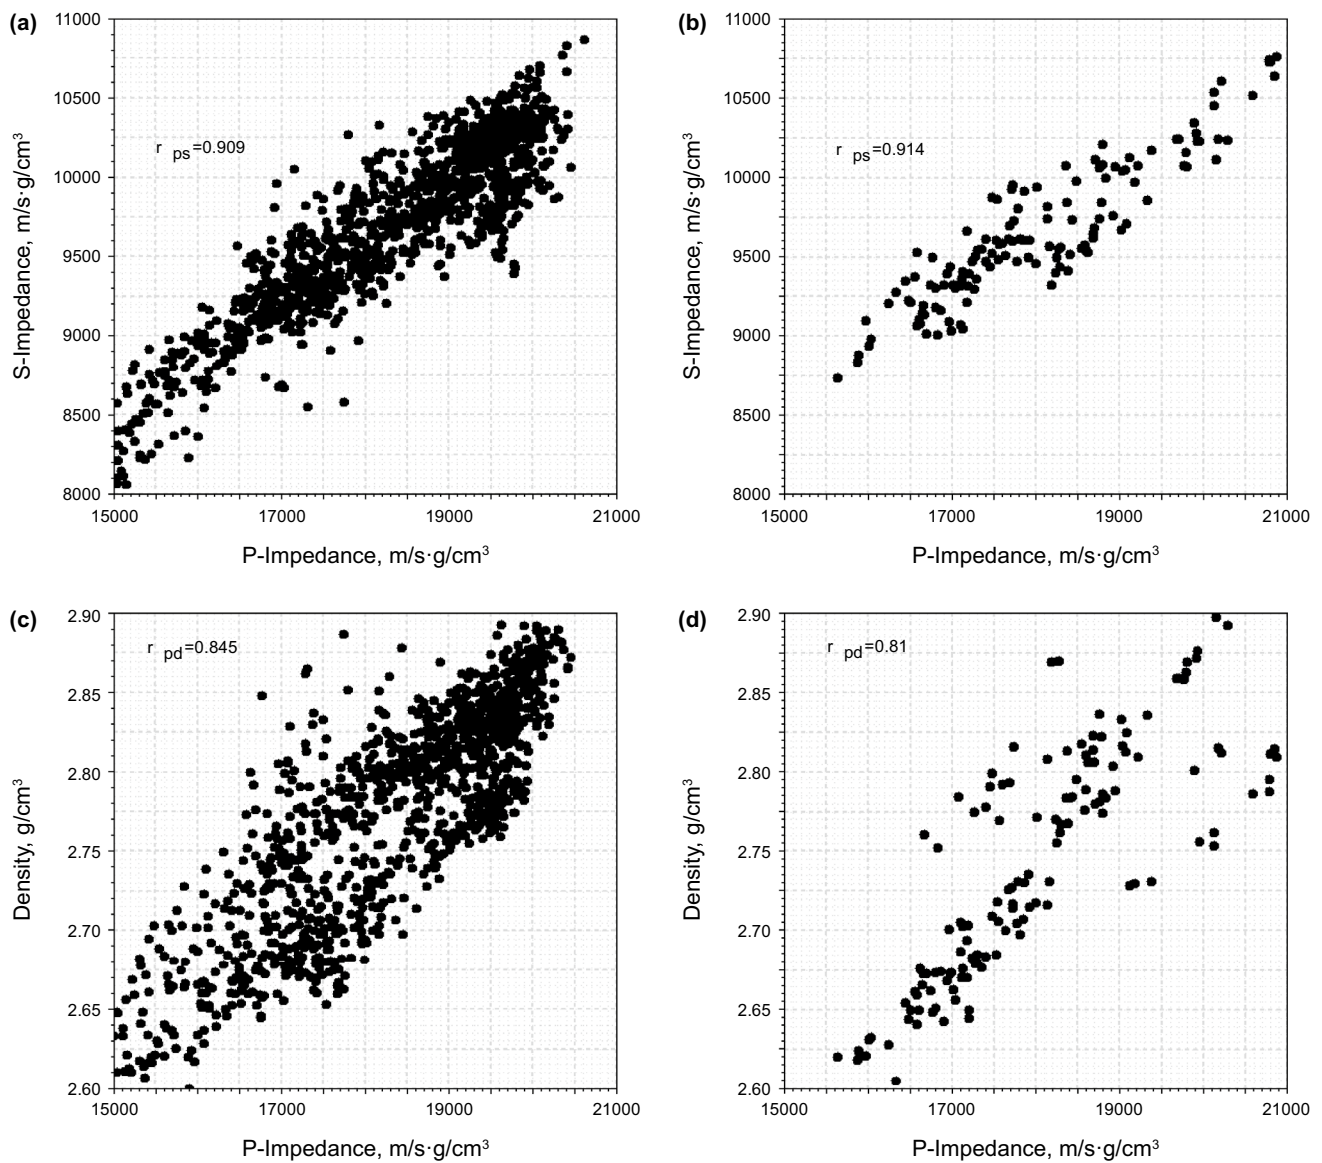 (a)
11000
10500
10000
9500
9000
8500
8000
S-Impedance, m/s·g/cm³
r ps=0.909
15000 17000 19000 21000
P-Impedance, m/s·g/cm³
(b)
11000
10500
10000
9500
9000
8500
8000
S-Impedance, m/s·g/cm³
r ps=0.914
15000 17000 19000 21000
P-Impedance, m/s·g/cm³
(c)
2.90
2.85
2.80
2.75
2.70
2.65
2.60
Density, g/cm³
r pd=0.845
15000 17000 19000 21000
P-Impedance, m/s·g/cm³
(d)
2.90
2.85
2.80
2.75
2.70
2.65
2.60
Density, g/cm³
r pd=0.81
15000 17000 19000 21000
P-Impedance, m/s·g/cm³